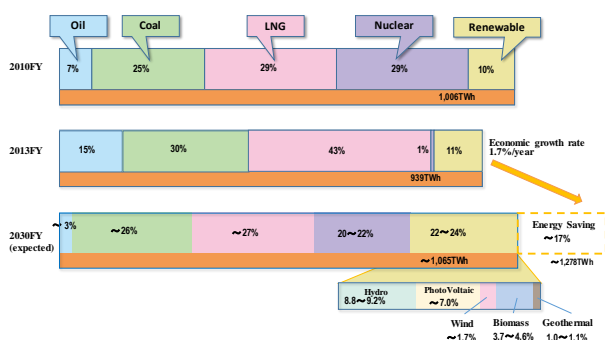 Oil Coal LNG Nuclear Renewable
2010FY 7% 25% 29% 29% 10%
1,006TWh
2013FY 15% 30% 43% 1% 11%
939TWh
Economic growth rate
1.7%/year
2030FY
(expected)
~3% ~26% ~27% 20~22% 22~24%
~1,065TWh
Energy Saving
~17%
~1,278TWh
Hydro
8.8~9.2%
PhotoVoltaic
~7.0%
Wind
~1.7%
Biomass
3.7~4.6%
Geothermal
1.0~1.1%